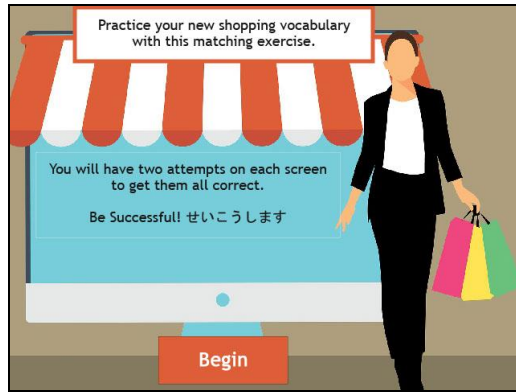 Practice your new shopping vocabulary
with this matching exercise.
You will have two attempts on each screen
to get them all correct.
Be Successful! せいこうします
Begin